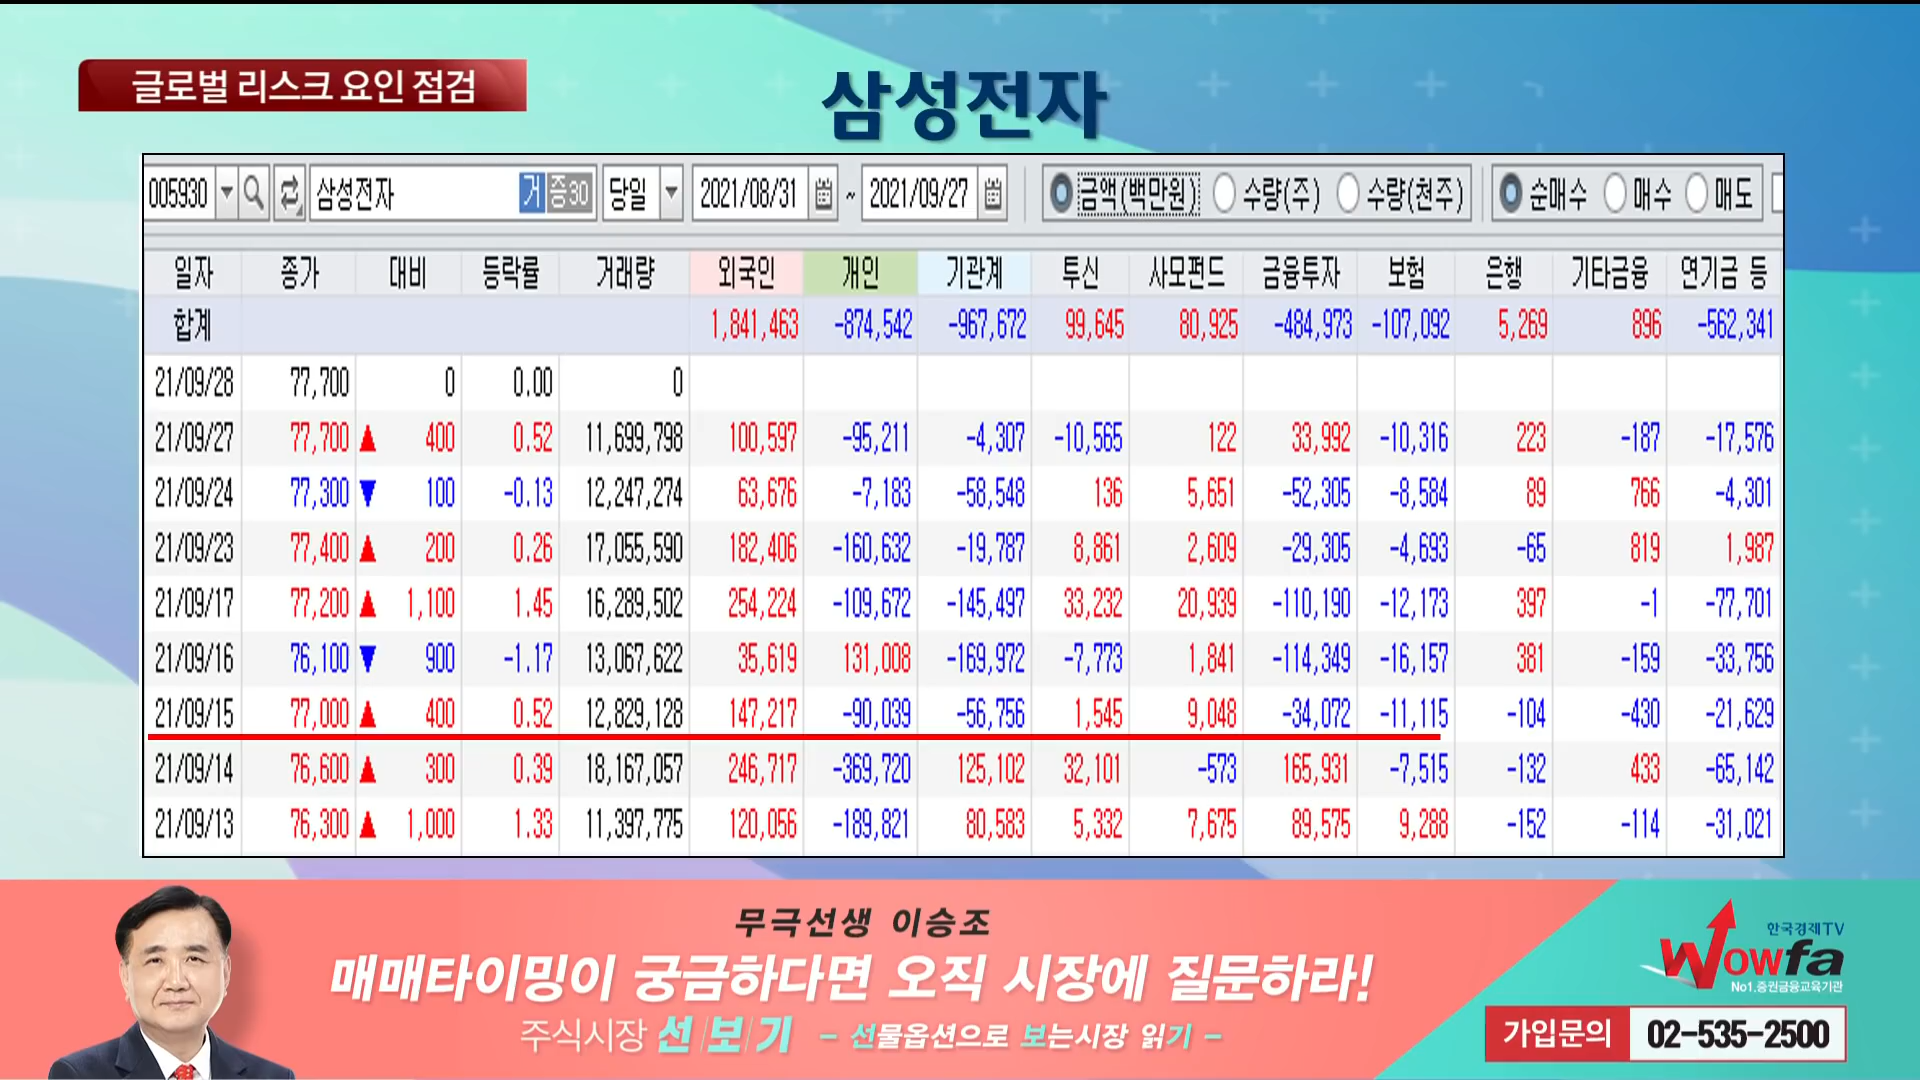 글로벌 리스크 요인 점검
삼성전자
005930 삼성전자 거 증30 당일 2021/08/31 ~ 2021/09/27 금액(백만원) 수량(주) 수량(천주) 순매수 매수 매도
일자 종가 대비 등락률 거래량 외국인 개인 기관계 투신 사모펀드 금융투자 보험 은행 기타금융 연기금 등
합계 1,841,463 -874,542 -967,672 99,645 80,925 -484,973 -107,092 5,269 896 -562,341
21/09/28 77,700 0 0.00 0
21/09/27 77,700 ▲ 400 0.52 11,699,798 100,597 -95,211 -4,307 -10,565 122 33,992 -10,316 223 -187 -17,576
21/09/24 77,300 ▼ 100 -0.13 12,247,274 63,676 -7,183 -58,548 136 5,651 -52,305 -8,584 89 766 -4,301
21/09/23 77,400 ▲ 200 0.26 17,055,590 182,406 -160,632 -19,787 8,861 2,609 -29,305 -4,693 -65 819 1,987
21/09/17 77,200 ▲ 1,100 1.45 16,289,502 254,224 -109,672 -145,497 33,232 20,939 -110,190 -12,173 397 -1 -77,701
21/09/16 76,100 ▼ 900 -1.17 13,067,622 35,619 131,008 -169,972 -7,773 1,841 -114,349 -16,157 381 -159 -33,756
21/09/15 77,000 ▲ 400 0.52 12,829,128 147,217 -90,039 -56,756 1,545 9,048 -34,072 -11,115 -104 -430 -21,629
21/09/14 76,600 ▲ 300 0.39 18,167,057 246,717 -369,720 125,102 32,101 -573 165,931 -7,515 -132 433 -65,142
21/09/13 76,300 ▲ 1,000 1.33 11,397,775 120,056 -189,821 80,583 5,332 7,675 89,575 9,288 -152 -114 -31,021
무극선생 이승조
매매타이밍이 궁금하다면 오직 시장에 질문하라!
주식시장 선/보/기 - 선물옵션으로 보는시장 읽기 -
한국경제TV
Wowfa
No1.증권금융교육기관
가입문의 02-535-2500